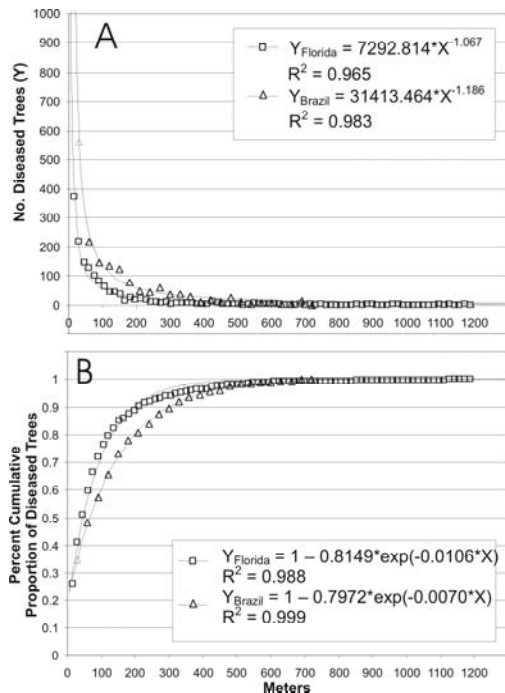 A
No. Diseased Trees (Y)
1000
900
800
700
600
500
400
300
200
100
0
Y Florida = 7292.814*X^-1.067
R² = 0.965
Y Brazil = 31413.464*X^-1.186
R² = 0.983
0 100 200 300 400 500 600 700 800 900 1000 1100 1200
B
Percent Cumulative
Proportion of Diseased Trees
1
0.9
0.8
0.7
0.6
0.5
0.4
0.3
0.2
0.1
0
Y Florida = 1 – 0.8149*exp(-0.0106*X)
R² = 0.988
Y Brazil = 1 – 0.7972*exp(-0.0070*X)
R² = 0.999
0 100 200 300 400 500 600 700 800 900 1000 1100 1200
Meters